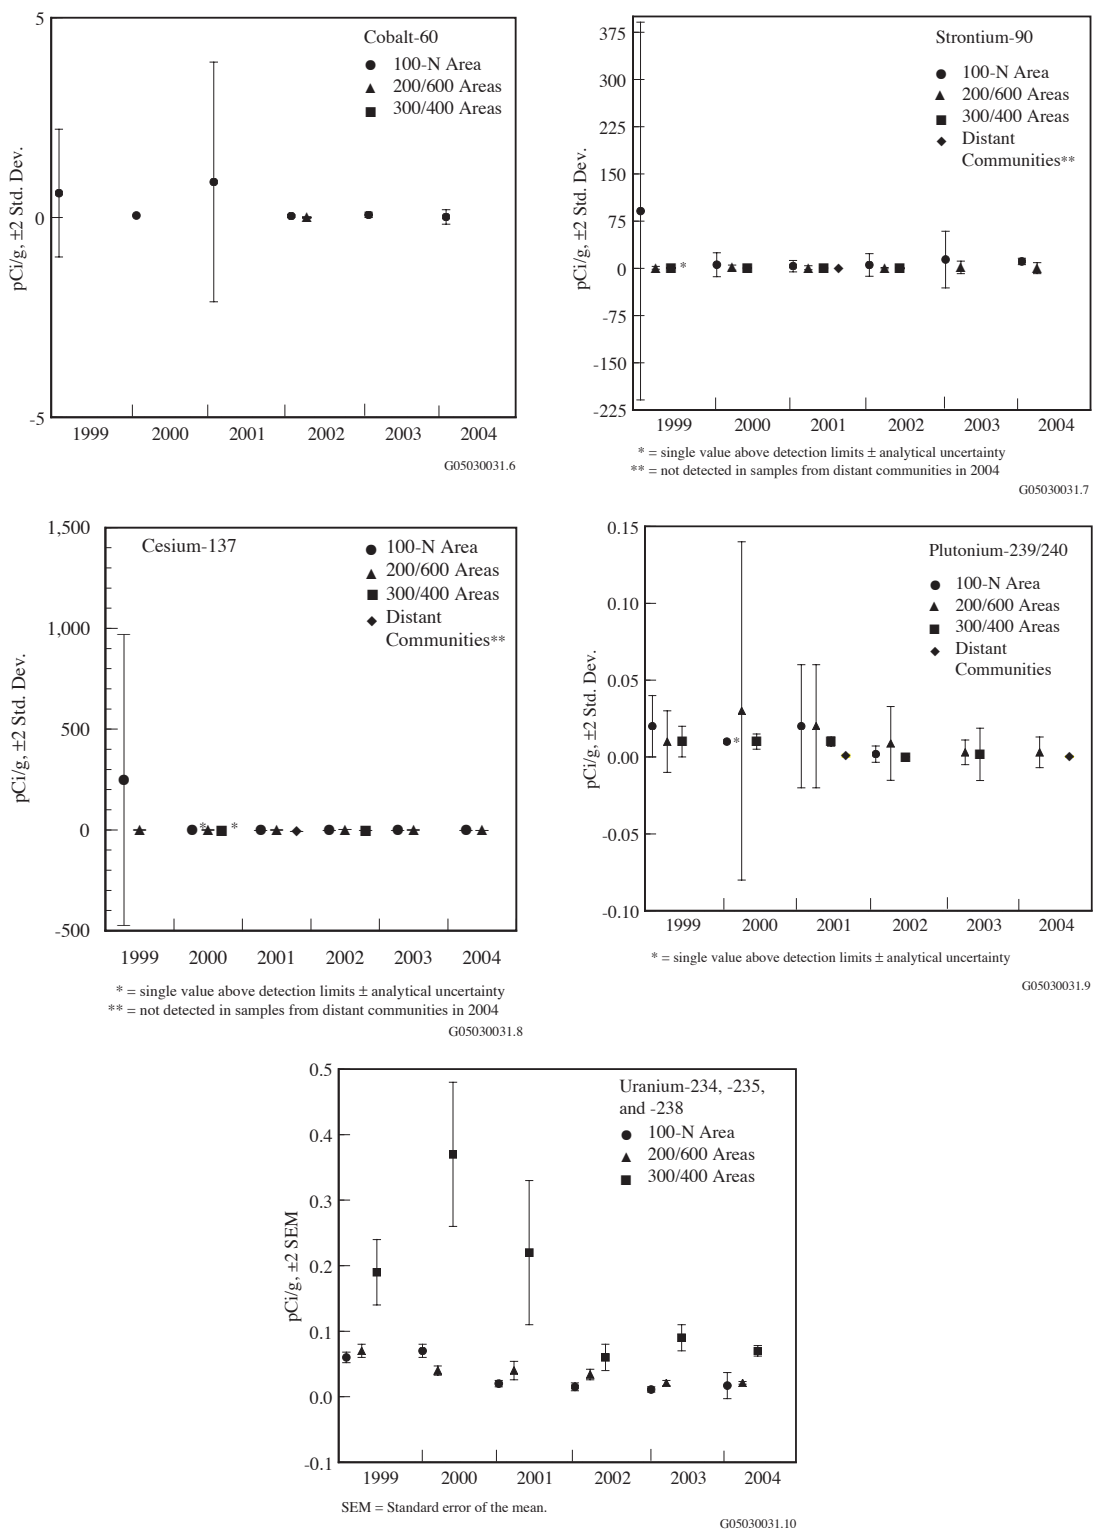 Cobalt-60
100-N Area
200/600 Areas
300/400 Areas
pCi/g, ±2 Std. Dev.
5
0
-5
1999 2000 2001 2002 2003 2004
G05030031.6
Strontium-90
100-N Area
200/600 Areas
300/400 Areas
Distant
Communities**
pCi/g, ±2 Std. Dev.
375
300
225
150
75
0
-75
-150
-225
*
1999 2000 2001 2002 2003 2004
* = single value above detection limits ± analytical uncertainty
** = not detected in samples from distant communities in 2004
G05030031.7
Cesium-137
100-N Area
200/600 Areas
300/400 Areas
Distant
Communities**
pCi/g, ±2 Std. Dev.
1,500
1,000
500
0
-500
* *
1999 2000 2001 2002 2003 2004
* = single value above detection limits ± analytical uncertainty
** = not detected in samples from distant communities in 2004
G05030031.8
Plutonium-239/240
100-N Area
200/600 Areas
300/400 Areas
Distant
Communities
pCi/g, ±2 Std. Dev.
0.15
0.10
0.05
0.00
-0.05
-0.10
*
1999 2000 2001 2002 2003 2004
* = single value above detection limits ± analytical uncertainty
G05030031.9
Uranium-234, -235,
and -238
100-N Area
200/600 Areas
300/400 Areas
pCi/g, ±2 SEM
0.5
0.4
0.3
0.2
0.1
0.0
-0.1
1999 2000 2001 2002 2003 2004
SEM = Standard error of the mean.
G05030031.10